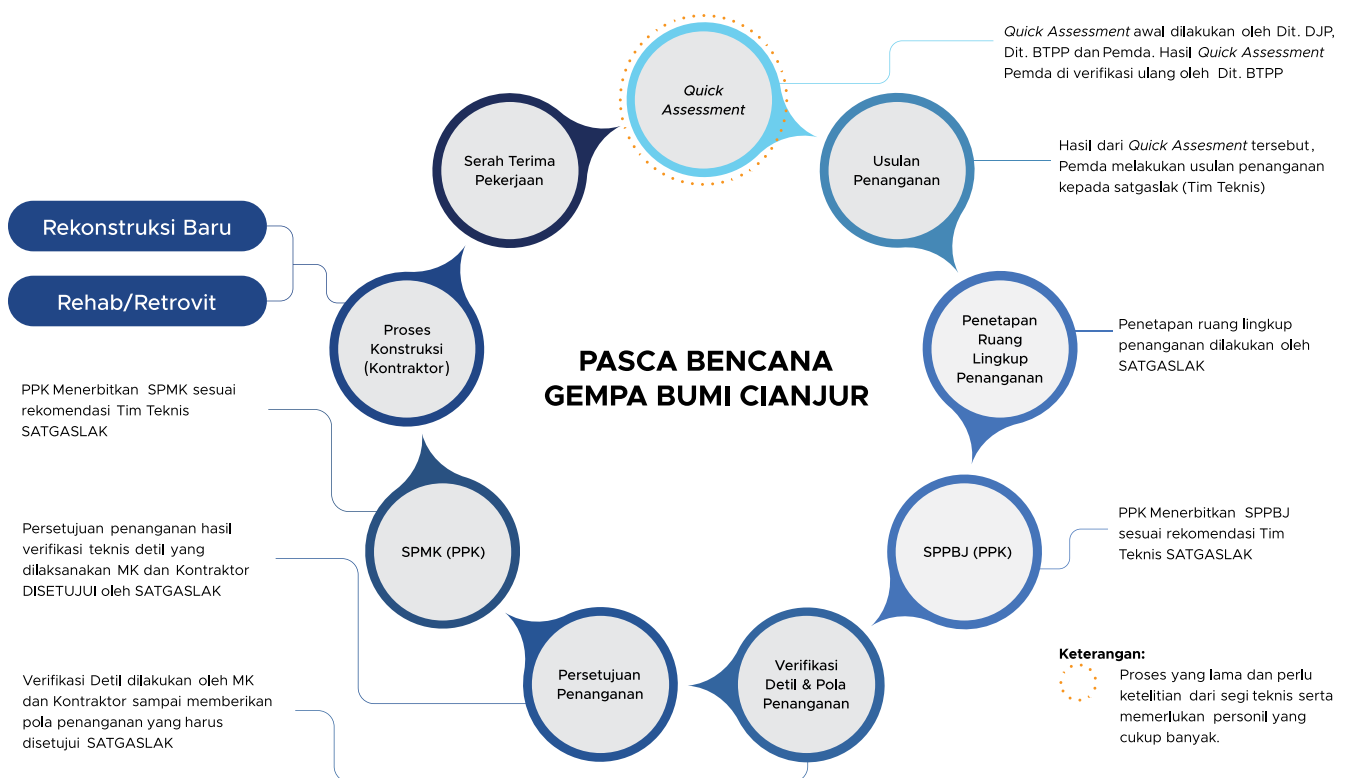 Quick
Assessment
Quick Assessment awal dilakukan oleh Dit. DJP,
Dit. BTPP dan Pemda. Hasil Quick Assessment
Pemda di verifikasi ulang oleh Dit. BTPP
Usulan
Penanganan
Hasil dari Quick Assesment tersebut,
Pemda melakukan usulan penanganan
kepada satgaslak (Tim Teknis)
Penetapan
Ruang
Lingkup
Penanganan
Penetapan ruang lingkup
penanganan dilakukan oleh
SATGASLAK
SPPBJ (PPK)
PPK Menerbitkan SPPBJ
sesuai rekomendasi Tim
Teknis SATGASLAK
Verifikasi
Detil & Pola
Penanganan
Verifikasi Detil dilakukan oleh MK
dan Kontraktor sampai memberikan
pola penanganan yang harus
disetujui SATGASLAK
Persetujuan
Penanganan
Persetujuan penanganan hasil
verifikasi teknis detil yang
dilaksanakan MK dan Kontraktor
DISETUJUI oleh SATGASLAK
SPMK (PPK)
PPK Menerbitkan SPMK sesuai
rekomendasi Tim Teknis
SATGASLAK
Proses
Konstruksi
(Kontraktor)
Rekonstruksi Baru
Rehab/Retrovit
Serah Terima
Pekerjaan
PASCA BENCANA
GEMPA BUMI CIANJUR
Keterangan:
Proses yang lama dan perlu
ketelitian dari segi teknis serta
memerlukan personil yang
cukup banyak.